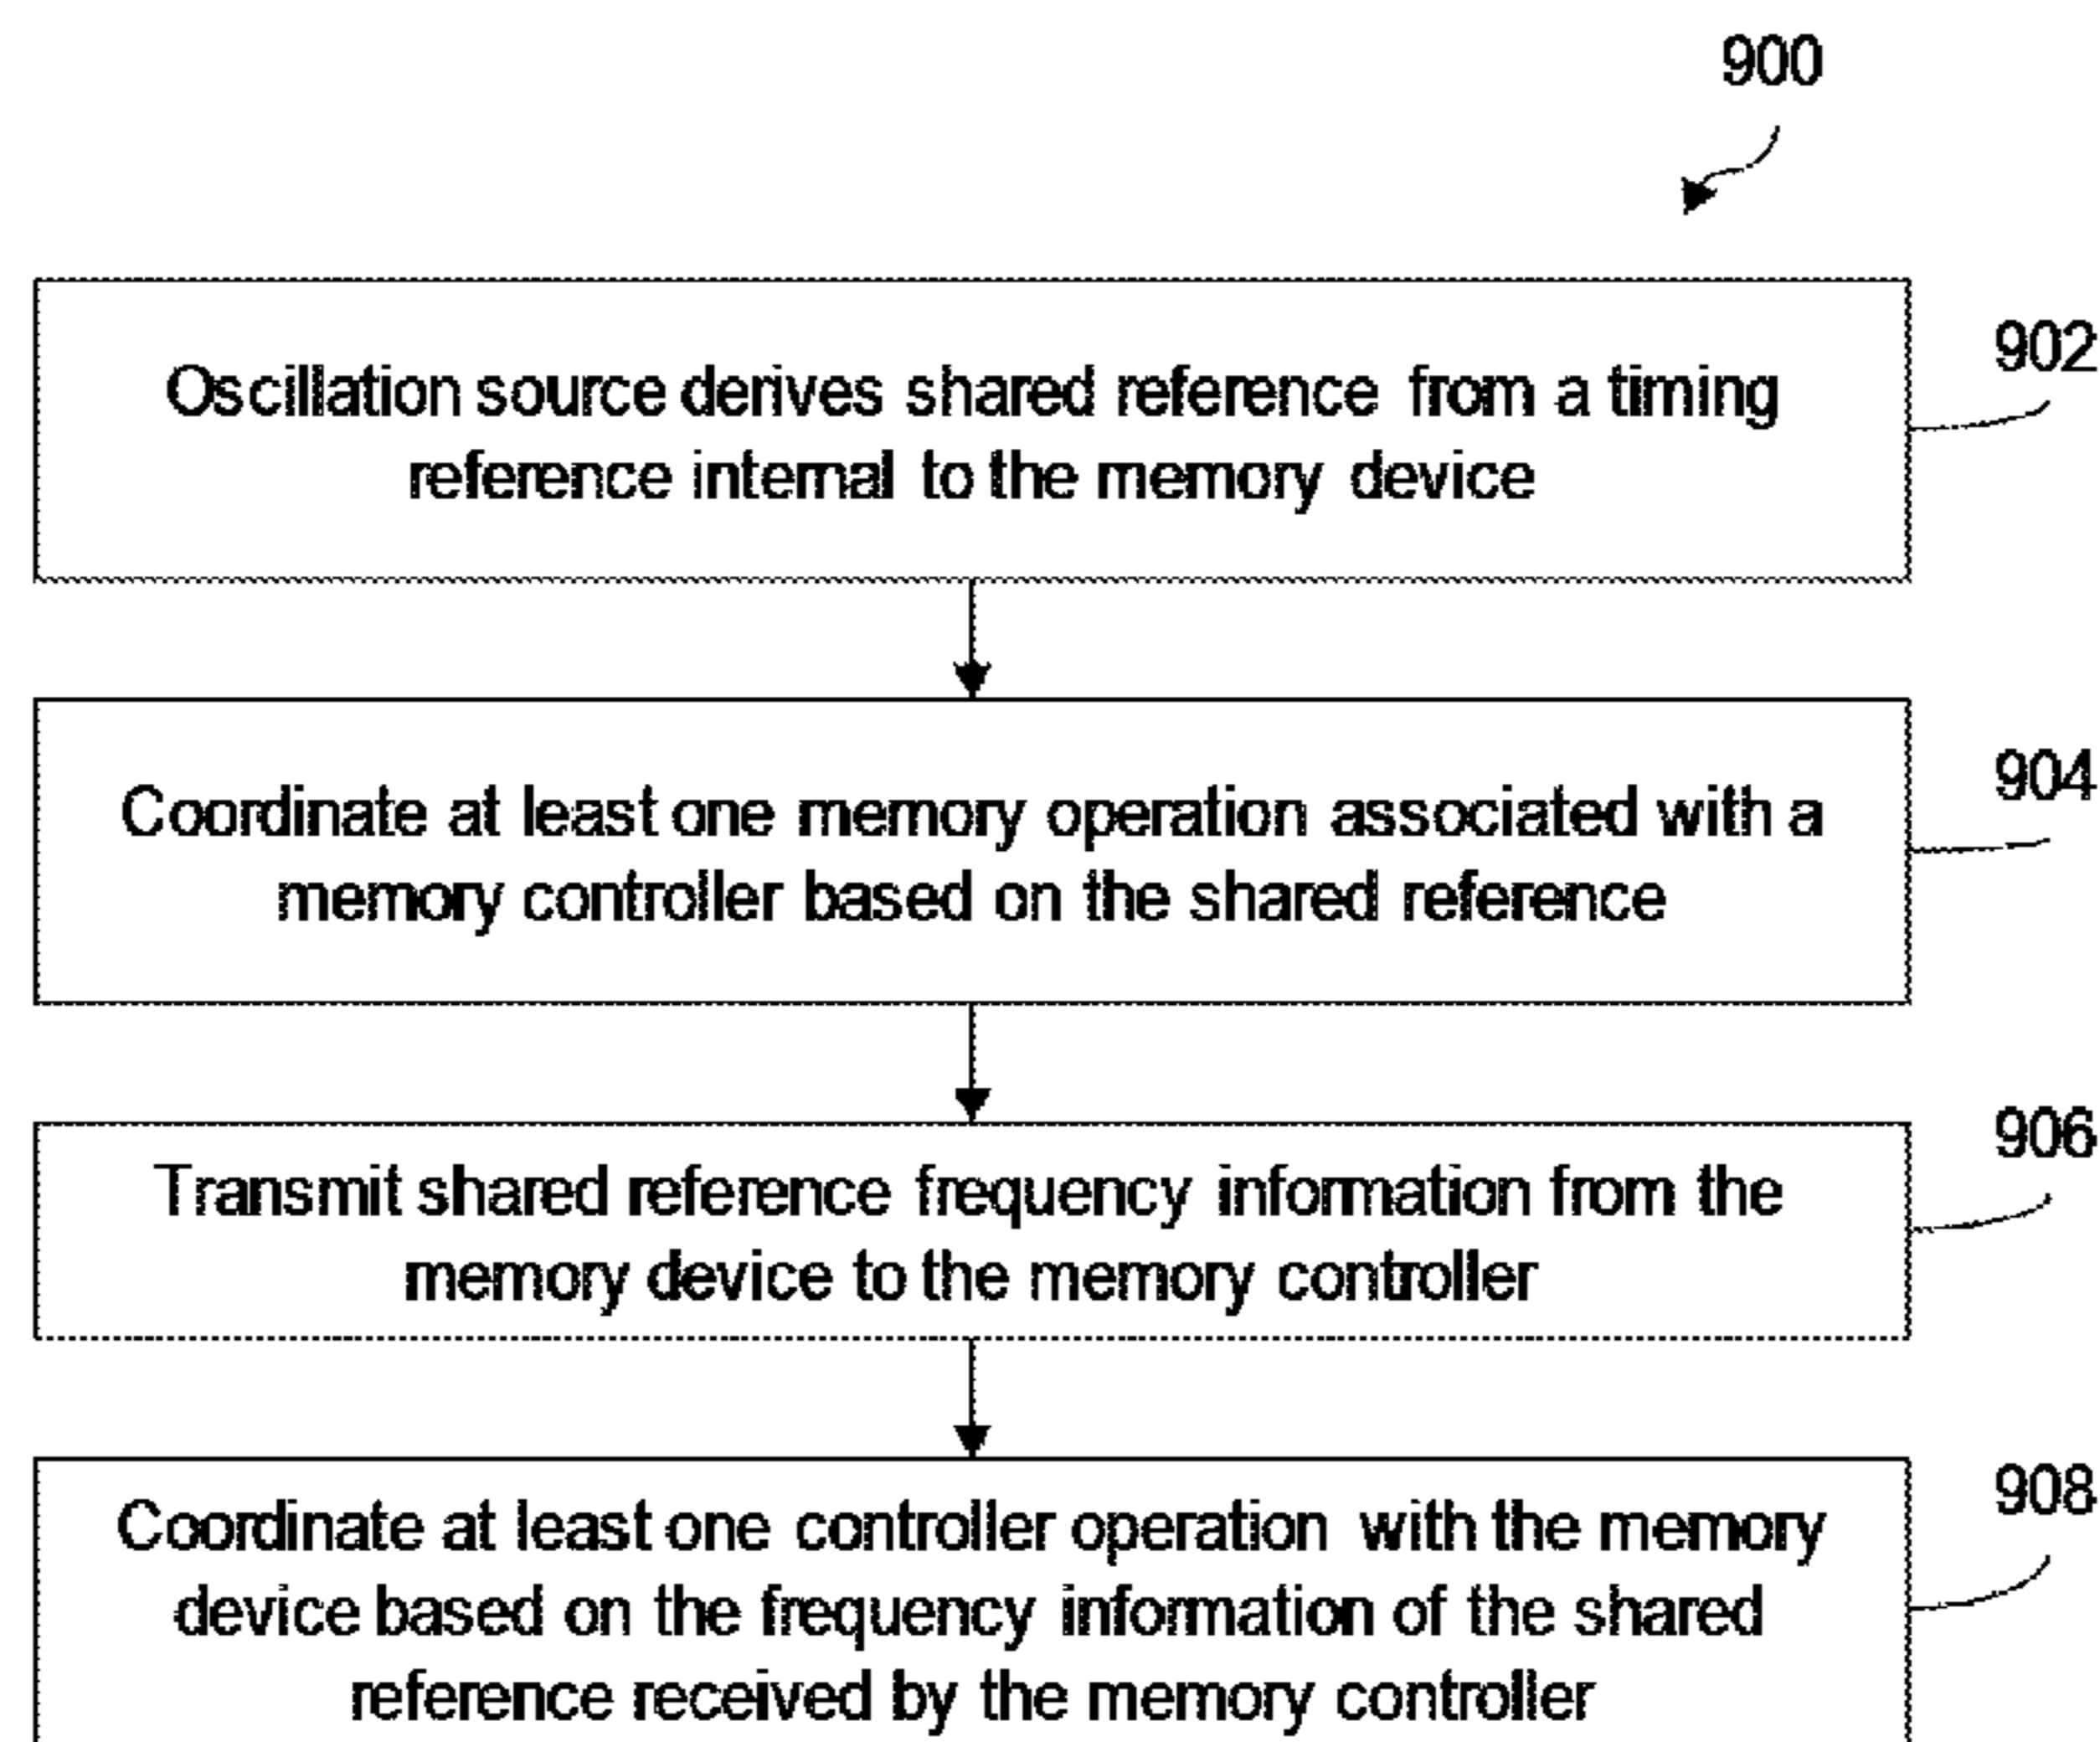 900
Oscillation source derives shared reference from a timing
reference internal to the memory device
902
Coordinate at least one memory operation associated with a
memory controller based on the shared reference
904
Transmit shared reference frequency information from the
memory device to the memory controller
906
Coordinate at least one controller operation with the memory
device based on the frequency information of the shared
reference received by the memory controller
908